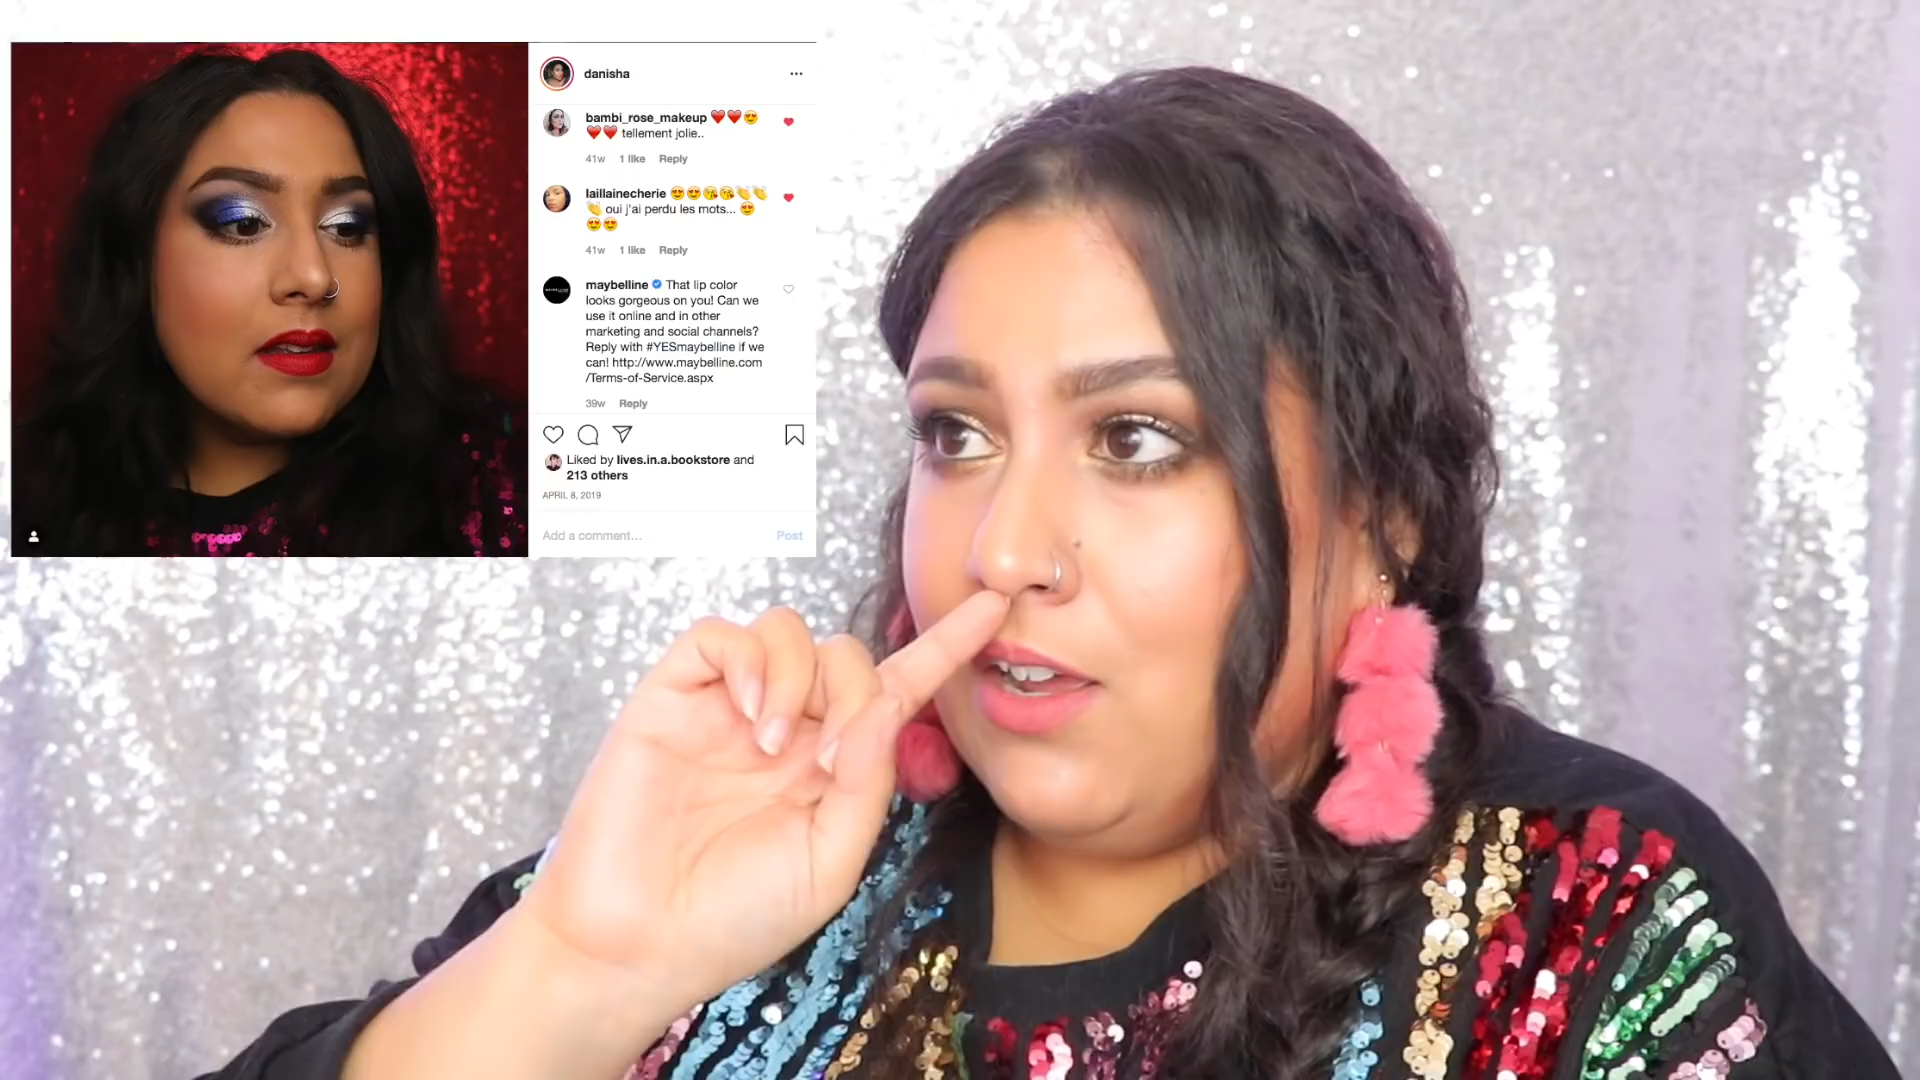 danisha
bambi_rose_makeup ❤️❤️😍
❤️❤️ tellement jolie..
41w 1 like Reply
laillainecherie 😍😍😘😘👏👏
👏 oui j'ai perdu les mots... 😍
😍😍
41w 1 like Reply
maybelline That lip color
looks gorgeous on you! Can we
use it online and in other
marketing and social channels?
Reply with #YESmaybelline if we
can! http://www.maybelline.com
/Terms-of-Service.aspx
39w Reply
Liked by lives.in.a.bookstore and
213 others
APRIL 8, 2019
Add a comment... Post